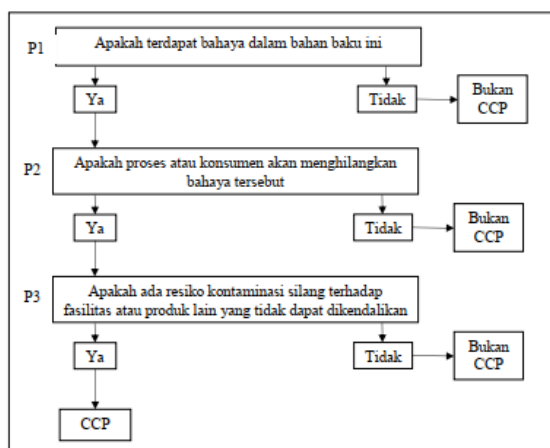 P1
Apakah terdapat bahaya dalam bahan baku ini
Ya
Tidak
Bukan
CCP
P2
Apakah proses atau konsumen akan menghilangkan
bahaya tersebut
Ya
Tidak
Bukan
CCP
P3
Apakah ada resiko kontaminasi silang terhadap
fasilitas atau produk lain yang tidak dapat dikendalikan
Ya
Tidak
Bukan
CCP
CCP